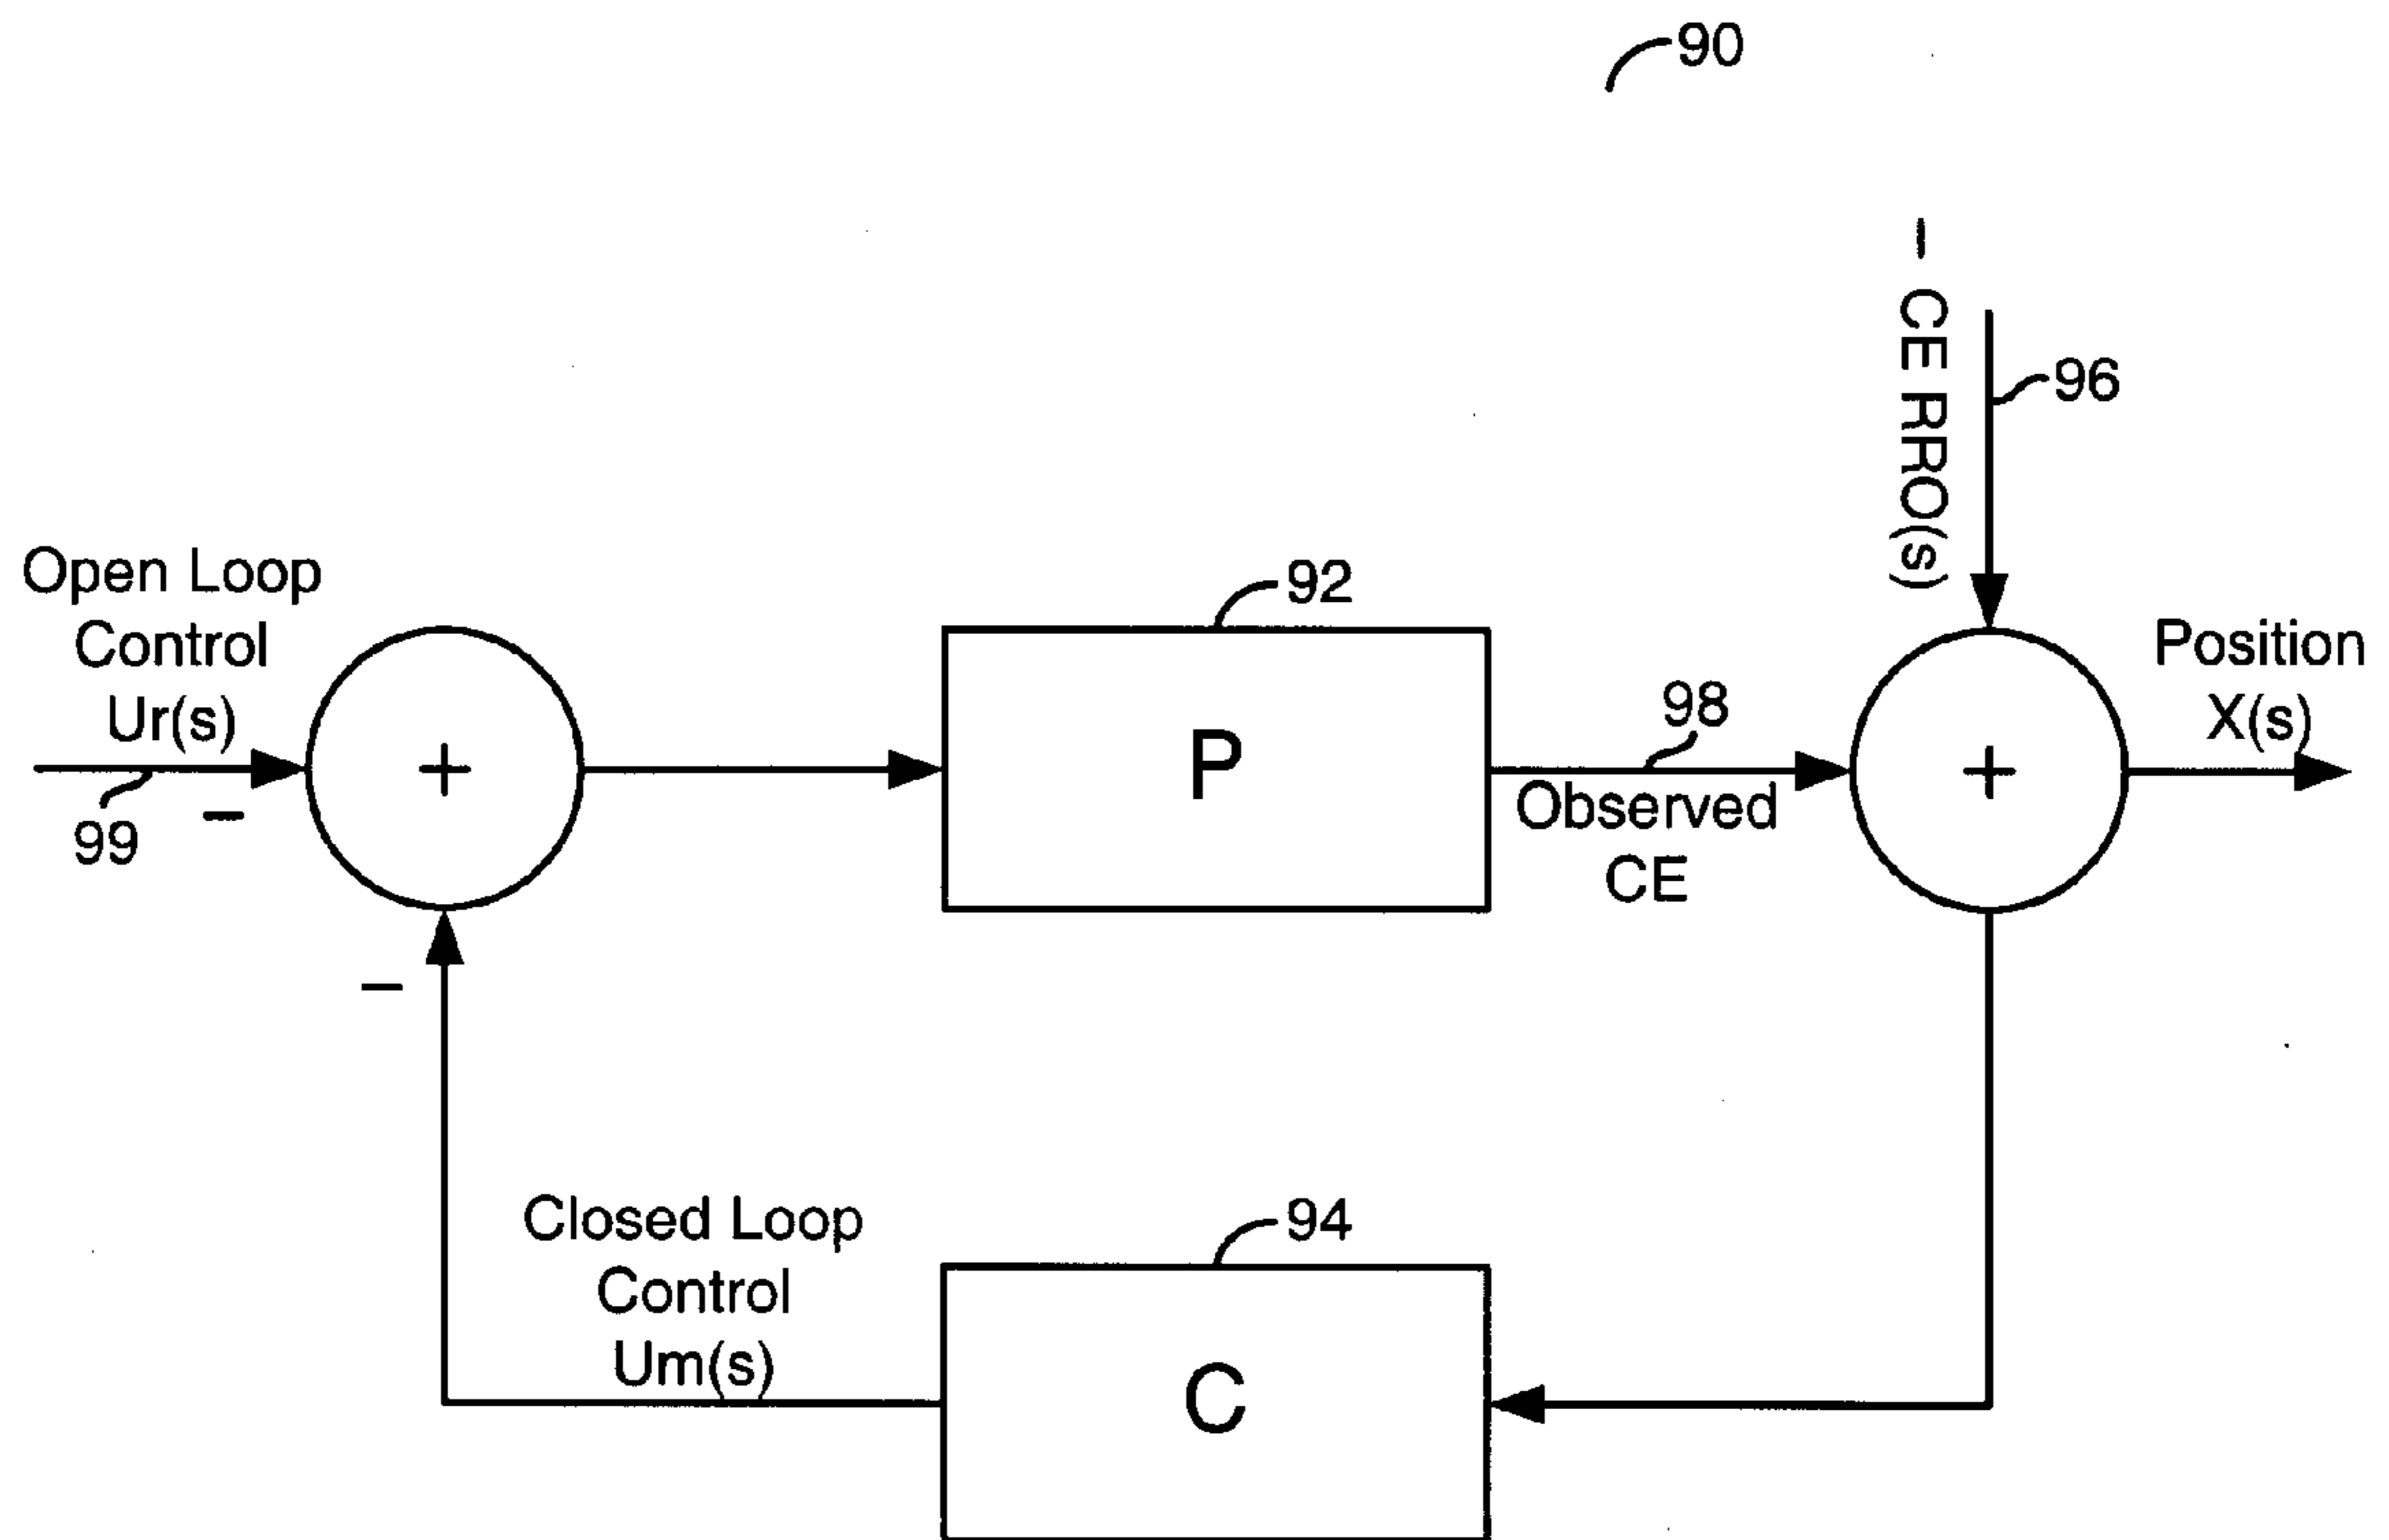 90
– CE RRO(s)
96
Open Loop
Control
Ur(s)
–
99
+
92
P
98
Observed
CE
+
Position
X(s)
–
Closed Loop
Control
Um(s)
94
C